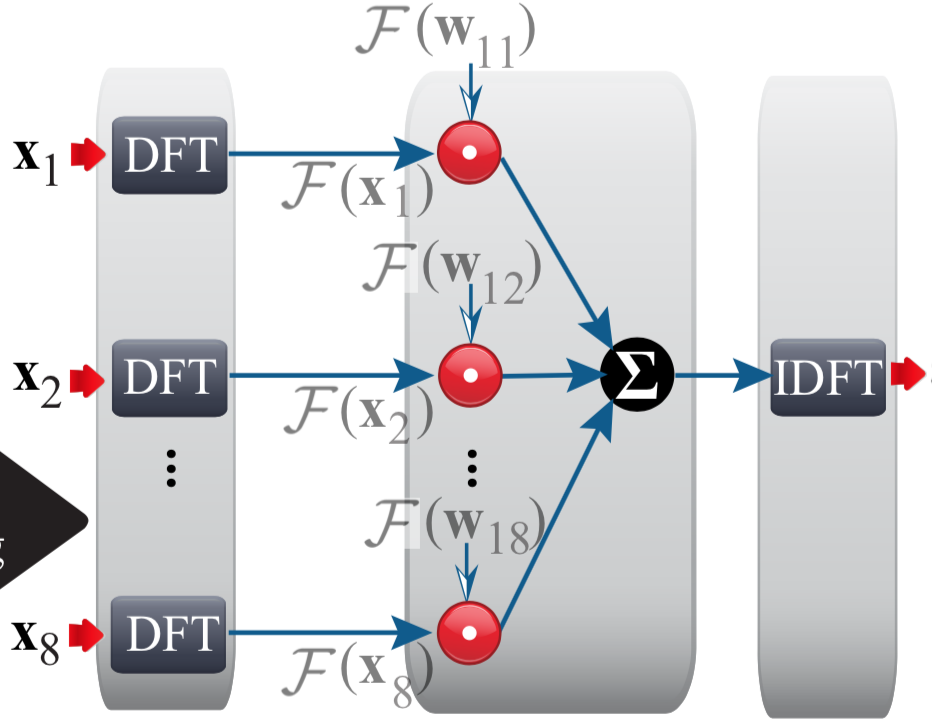 ℱ(w₁₁)
x₁ DFT ℱ(x₁)
ℱ(w₁₂)
x₂ DFT ℱ(x₂) Σ IDFT
ℱ(w₁₈)
x₈ DFT ℱ(x₈)